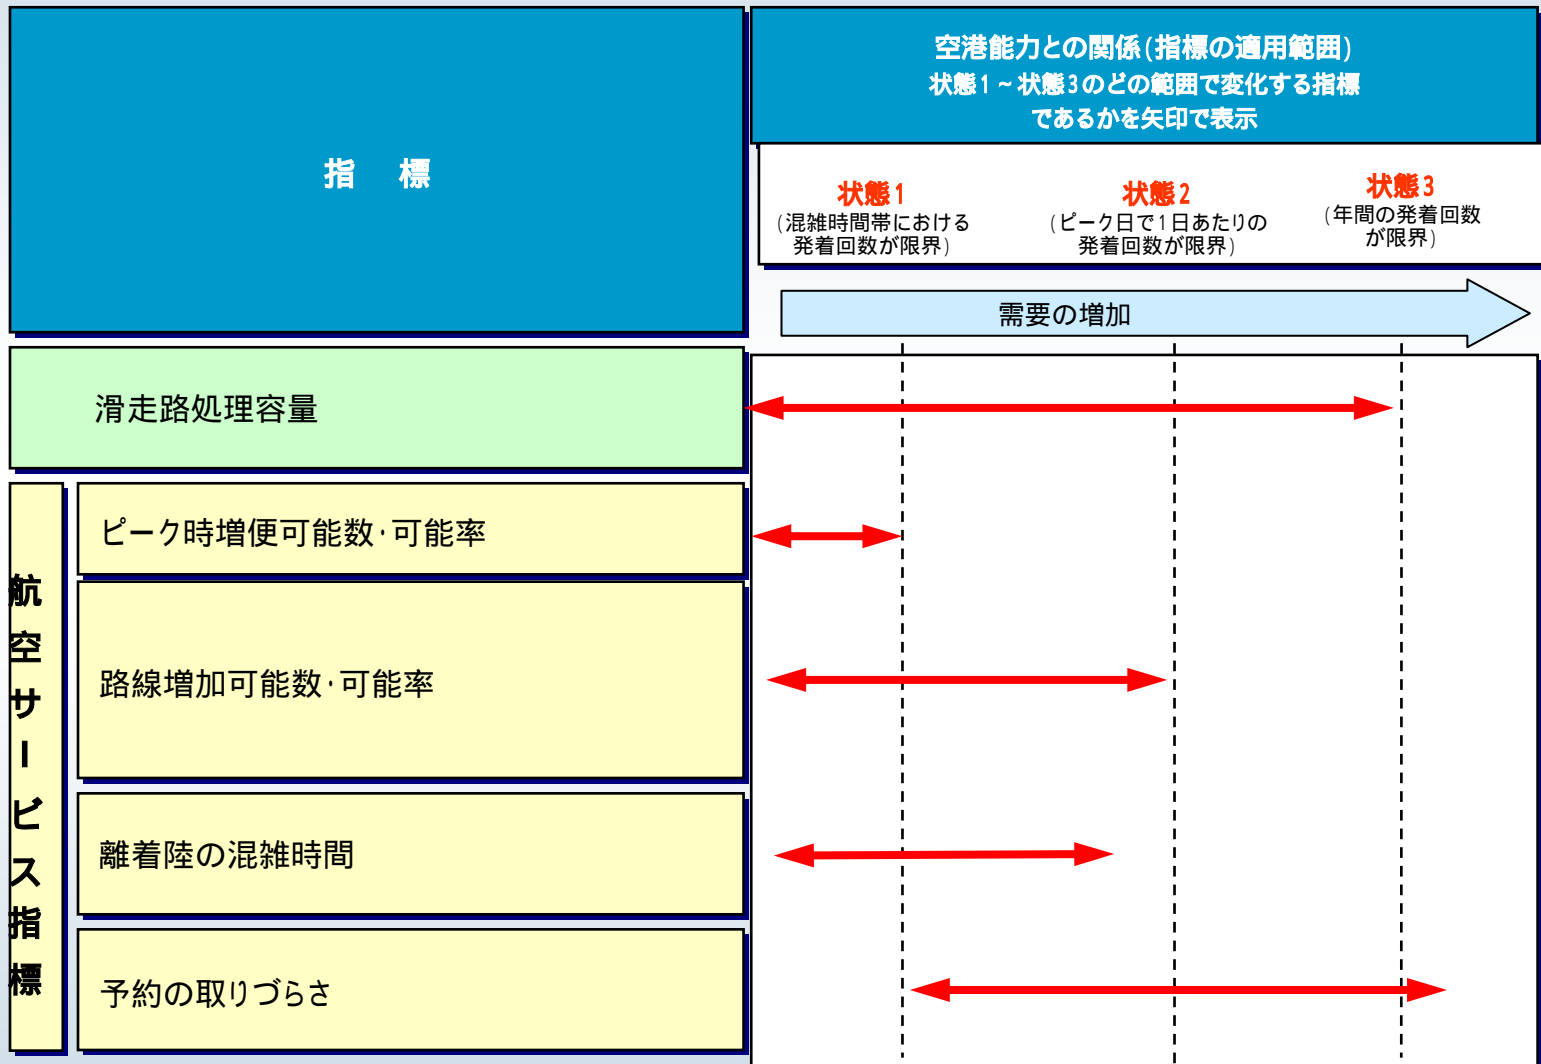 指 標
空港能力との関係(指標の適用範囲)
状態1~状態3のどの範囲で変化する指標
であるかを矢印で表示
状態1
(混雑時間帯における
発着回数が限界)
状態2
(ピーク日で1日あたりの
発着回数が限界)
状態3
(年間の発着回数
が限界)
需要の増加
滑走路処理容量
航空サービス指標
ピーク時増便可能数・可能率
路線増加可能数・可能率
離着陸の混雑時間
予約の取りづらさ